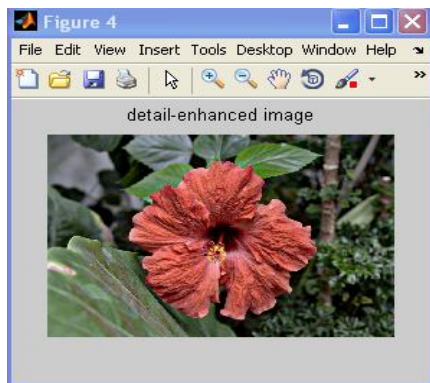 Figure 4
File Edit View Insert Tools Desktop Window Help
detail-enhanced image